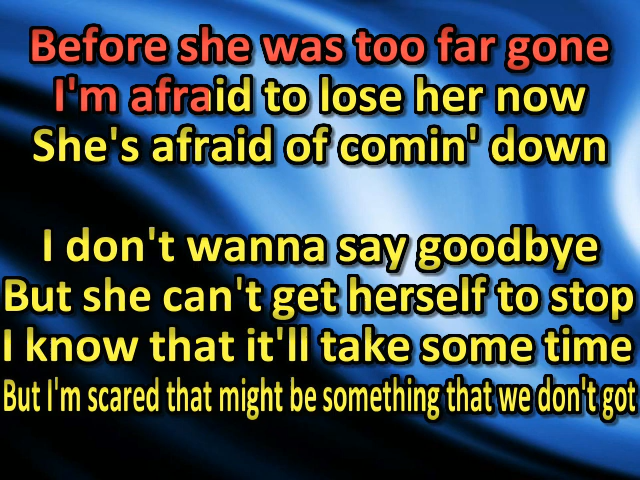 Before she was too far gone
I'm afraid to lose her now
She's afraid of comin' down
I don't wanna say goodbye
But she can't get herself to stop
I know that it'll take some time
But I'm scared that might be something that we don't got